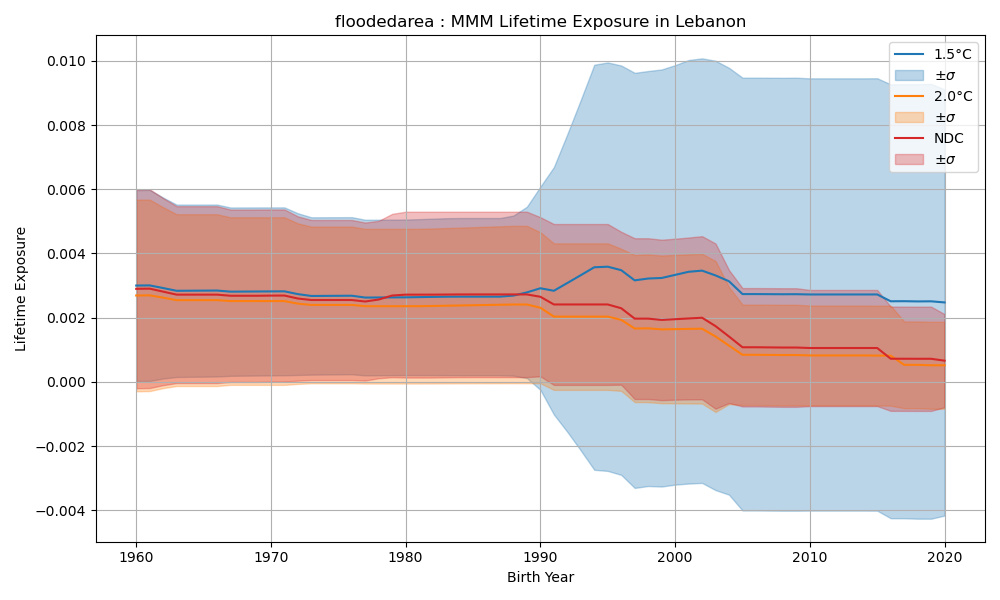 floodedarea : MMM Lifetime Exposure in Lebanon
Lifetime Exposure
0.010
0.008
0.006
0.004
0.002
0.000
−0.002
−0.004
1960
1970
1980
1990
2000
2010
2020
Birth Year
1.5°C
±σ
2.0°C
±σ
NDC
±σ